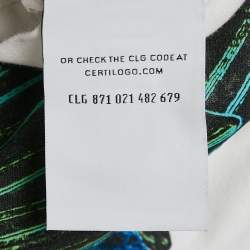 OR CHECK THE CLG CODE AT
CERTILOGO.COM
CLG 871 021 482 679